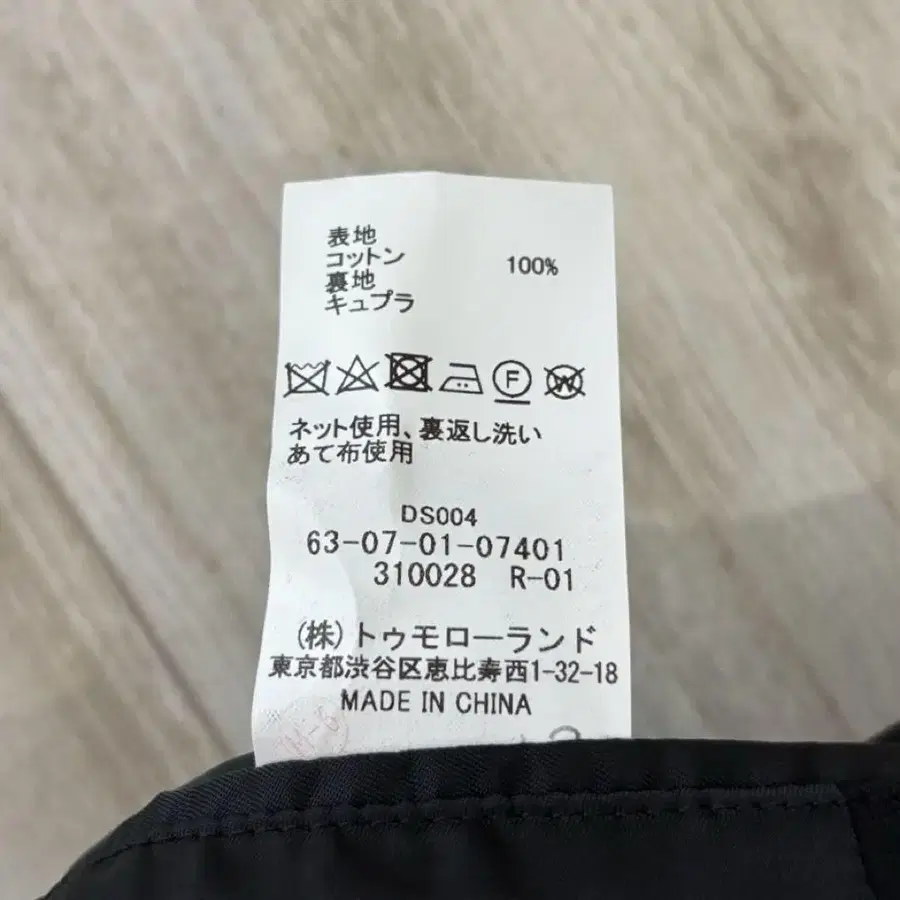 表地
コットン 100%
裏地
キュプラ
F
W
ネット使用、裏返し洗い
あて布使用
DS004
63-07-01-07401
310028 R-01
(株)トゥモローランド
東京都渋谷区恵比寿西1-32-18
MADE IN CHINA